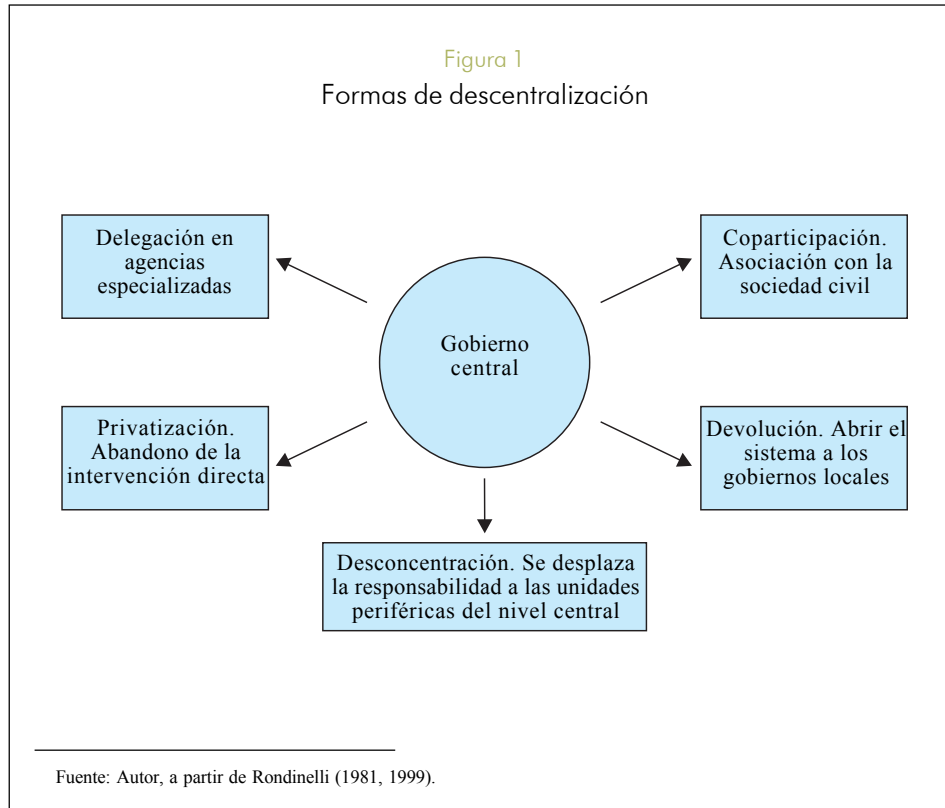 Figura 1
Formas de descentralización
Delegación en
agencias
especializadas
Coparticipación.
Asociación con la
sociedad civil
Gobierno
central
Privatización.
Abandono de la
intervención directa
Devolución. Abrir el
sistema a los
gobiernos locales
Desconcentración. Se desplaza
la responsabilidad a las unidades
periféricas del nivel central
Fuente: Autor, a partir de Rondinelli (1981, 1999).